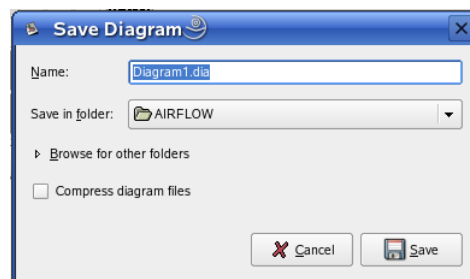 Save Diagram
Name:
Diagram1.dia
Save in folder:
AIRFLOW
Browse for other folders
Compress diagram files
Cancel
Save